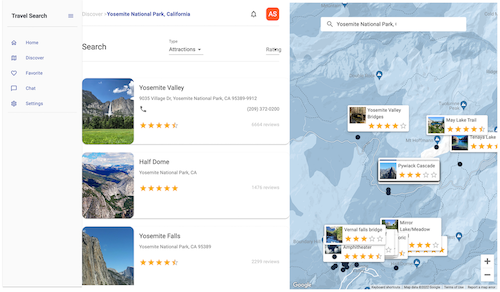 Travel Search
Home
Discover
Favorite
Chat
Settings
Discover › Yosemite National Park, California
AS
Search
Type
Attractions
Rating
Yosemite Valley
9035 Village Dr, Yosemite National Park, CA 95389-9912
(209) 372-0200
reviews
Half Dome
Yosemite National Park, CA
reviews
Yosemite Falls
Yosemite National Park, CA 95389
reviews
Yosemite National Park,
Yosemite Valley
Bridges
May Lake Trail
Tenaya Lake
Pywiack Cascade
Mirror
Lake/Meadow
Vernal falls bridge
Amphitheater
Google
Keyboard shortcuts
Map data ©2022 Google
Terms of Use
Report a map error